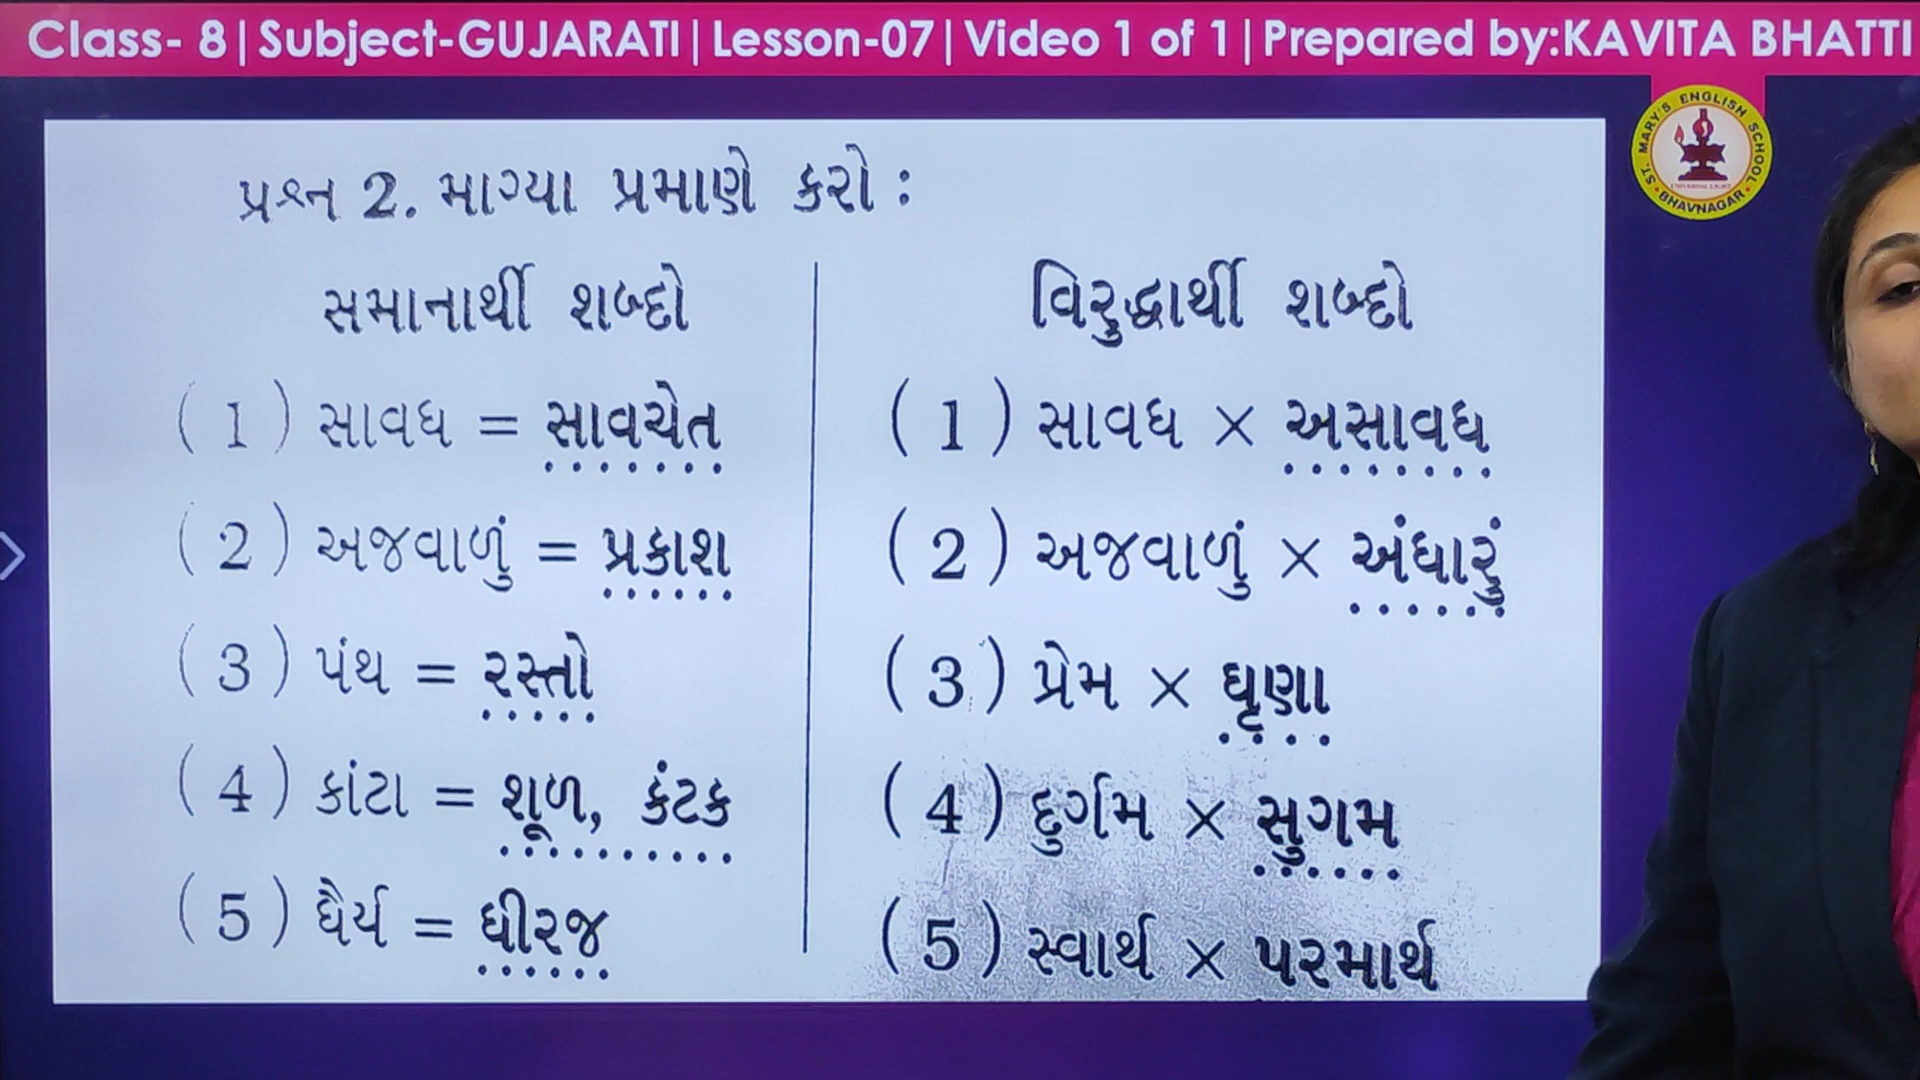 Class- 8|Subject-GUJARATI|Lesson-07|Video 1 of 1|Prepared by:KAVITA BHATTI
ST. MARY'S ENGLISH SCHOOL
BHAVNAGAR
પ્રશ્ન 2. માગ્યા પ્રમાણે કરો :
સમાનાર્થી શબ્દો
(1) સાવધ = સાવચેત
(2) અજવાળું = પ્રકાશ
(3) પંથ = રસ્તો
(4) કાંટા = શૂળ, કંટક
(5) ધૈર્ય = ધીરજ
વિરુદ્ધાર્થી શબ્દો
(1) સાવધ × અસાવધ
(2) અજવાળું × અંધારું
(3) પ્રેમ × ઘૃણા
(4) દુર્ગમ × સુગમ
(5) સ્વાર્થ × પરમાર્થ